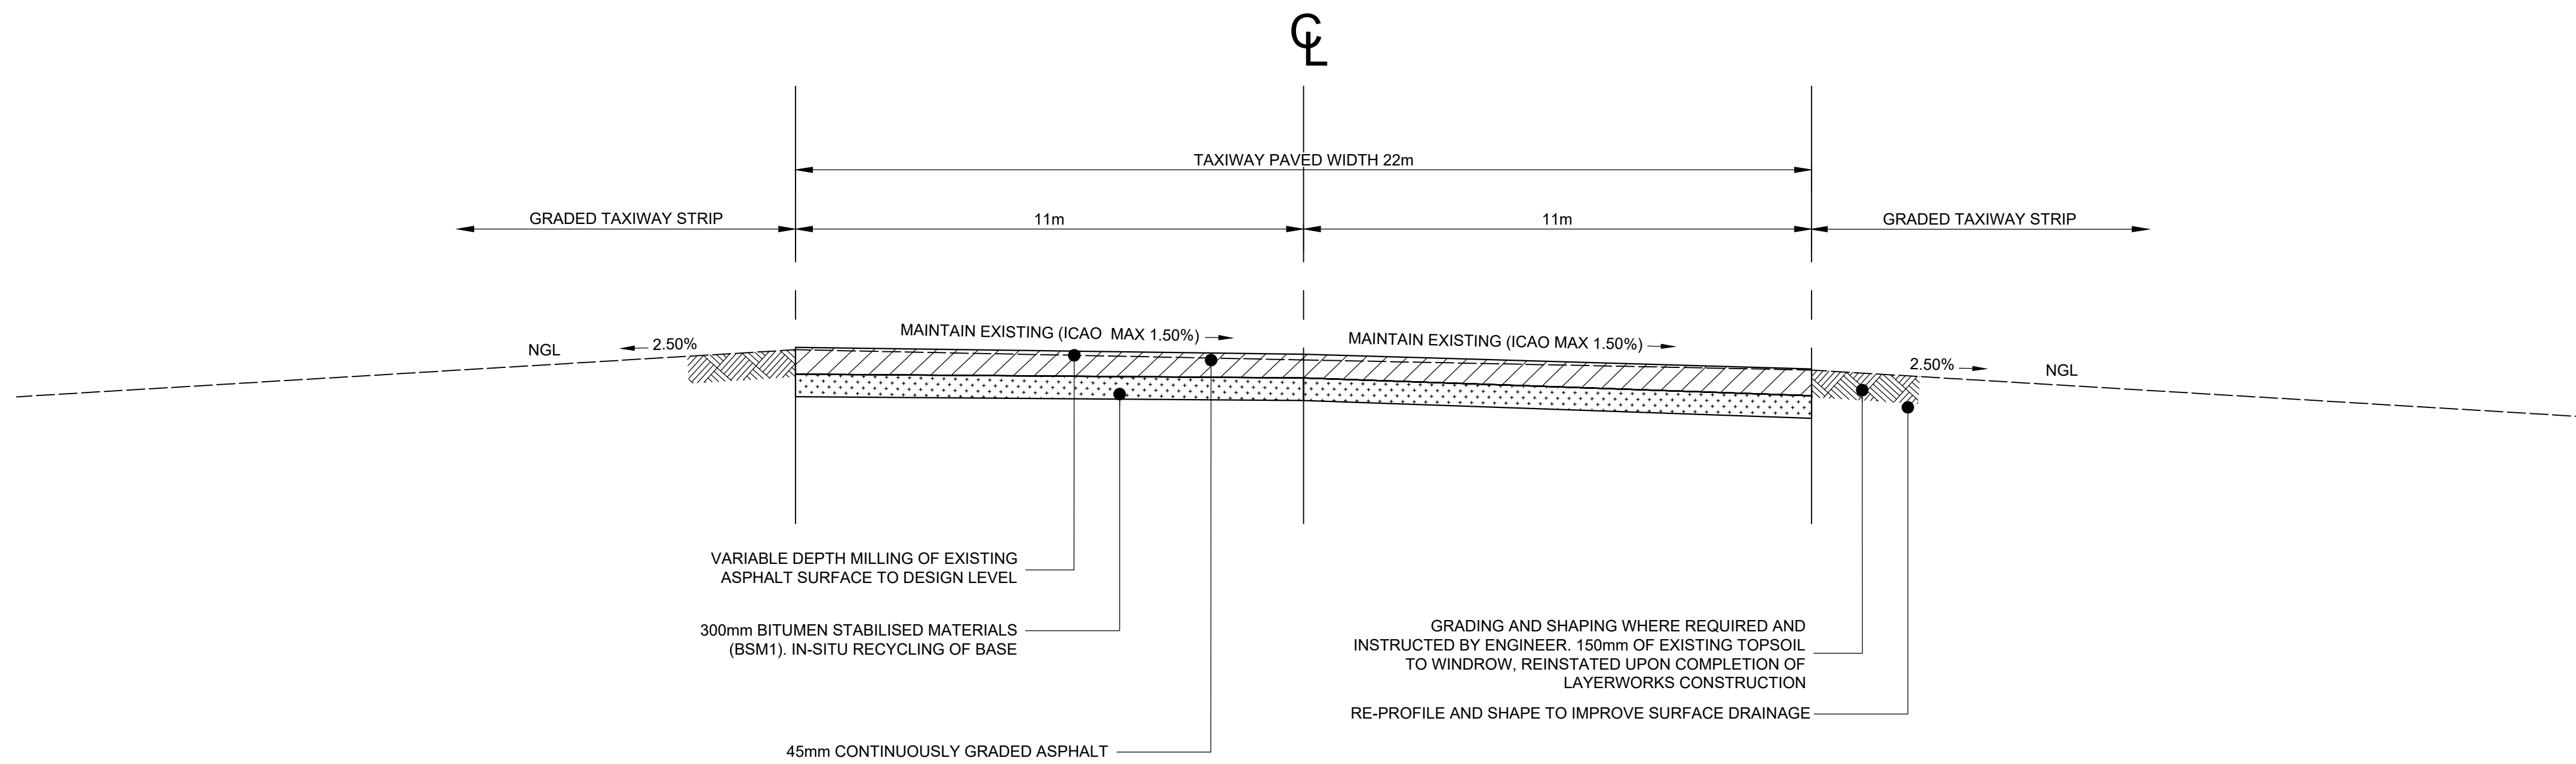 ℄
TAXIWAY PAVED WIDTH 22m
GRADED TAXIWAY STRIP
11m
11m
GRADED TAXIWAY STRIP
MAINTAIN EXISTING (ICAO  MAX 1.50%)
MAINTAIN EXISTING (ICAO MAX 1.50%)
NGL
2.50%
2.50%
NGL
VARIABLE DEPTH MILLING OF EXISTING
ASPHALT SURFACE TO DESIGN LEVEL
300mm BITUMEN STABILISED MATERIALS
(BSM1). IN-SITU RECYCLING OF BASE
45mm CONTINUOUSLY GRADED ASPHALT
GRADING AND SHAPING WHERE REQUIRED AND
INSTRUCTED BY ENGINEER. 150mm OF EXISTING TOPSOIL
TO WINDROW, REINSTATED UPON COMPLETION OF
LAYERWORKS CONSTRUCTION
RE-PROFILE AND SHAPE TO IMPROVE SURFACE DRAINAGE